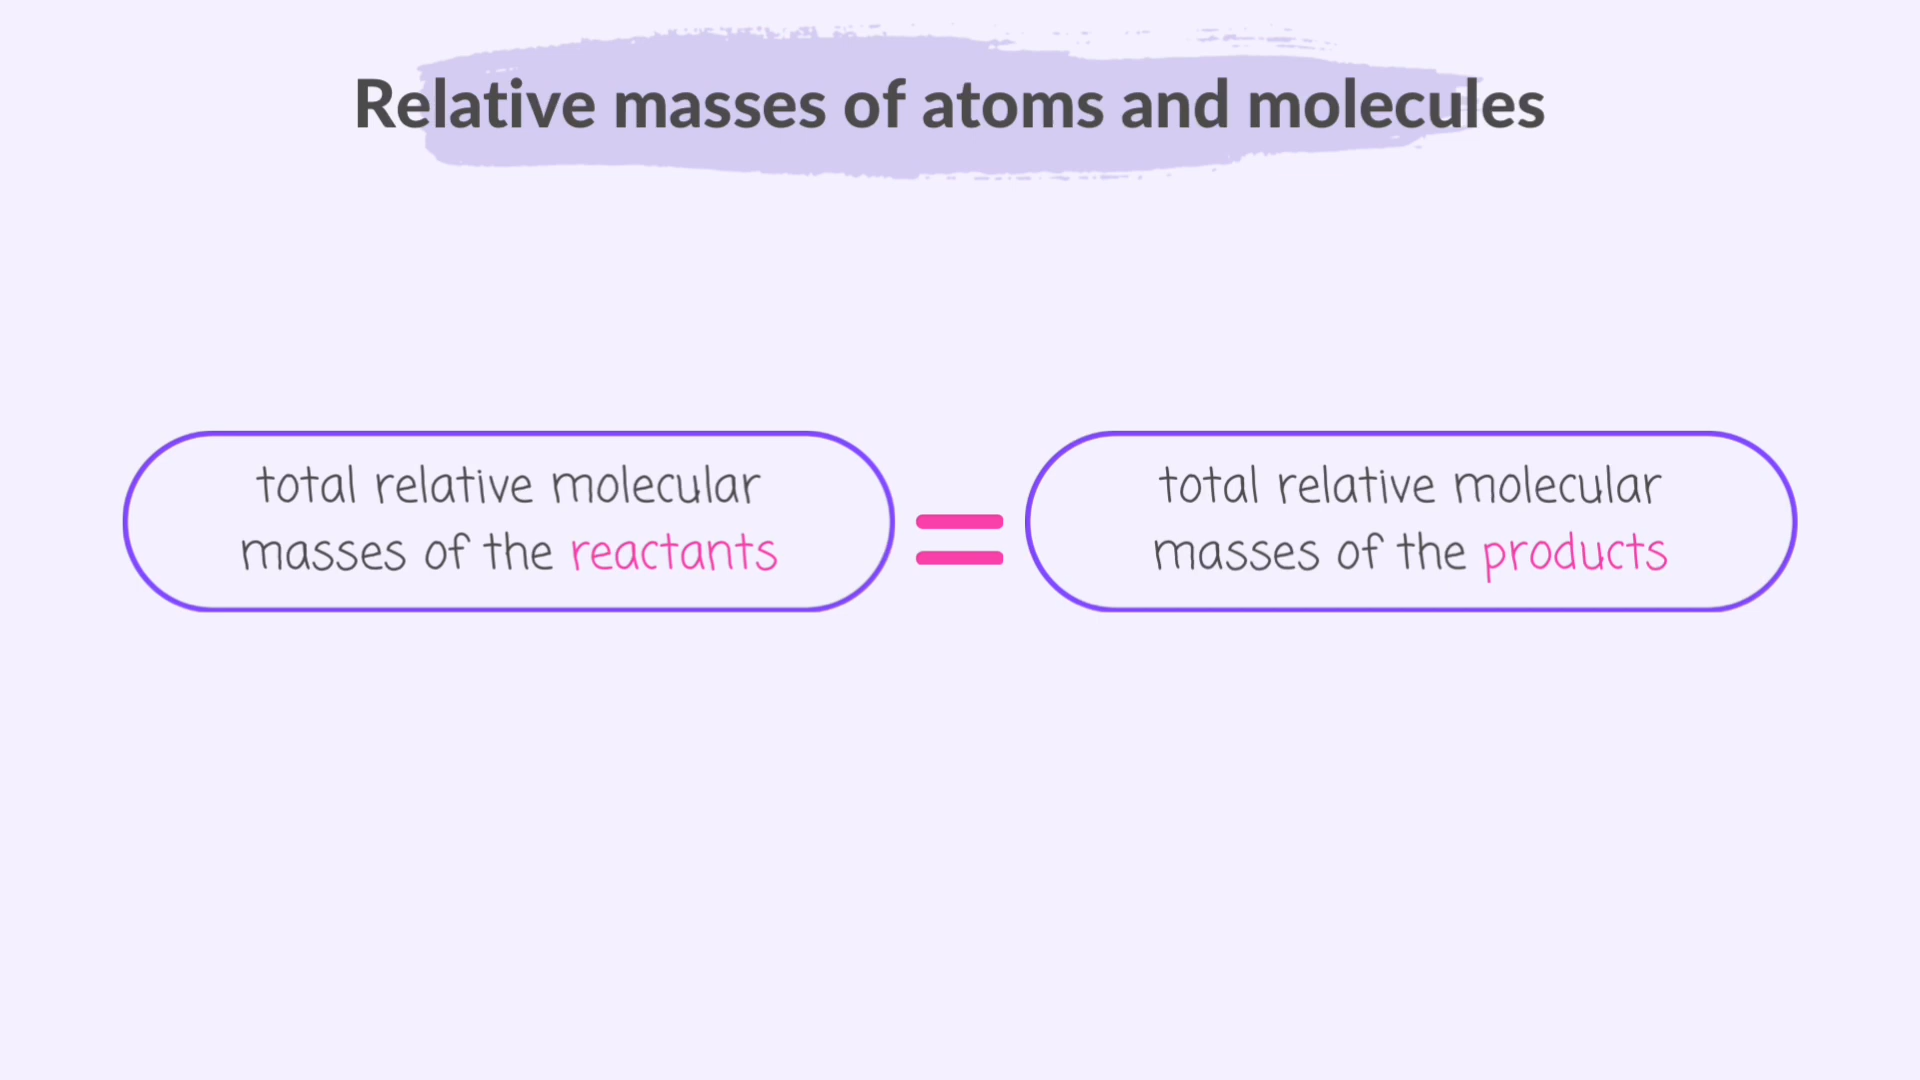 Relative masses of atoms and molecules
total relative molecular
masses of the reactants
=
total relative molecular
masses of the products